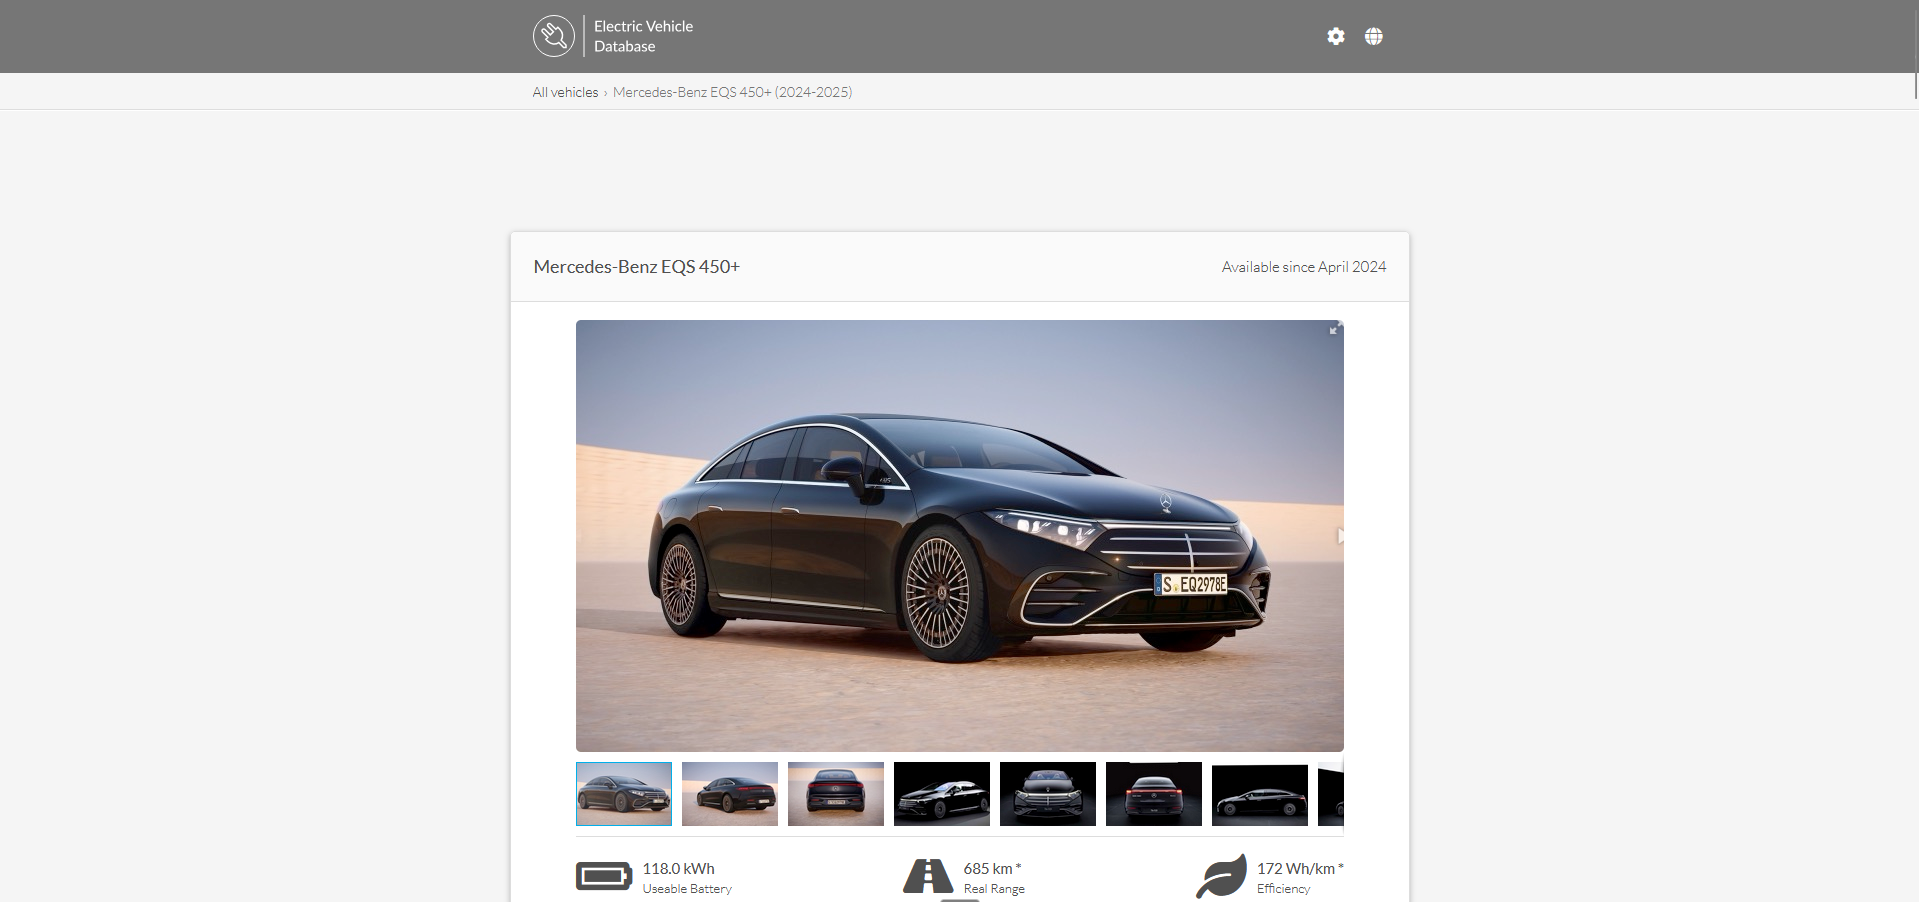 Electric Vehicle
Database
All vehicles › Mercedes-Benz EQS 450+ (2024-2025)
Mercedes-Benz EQS 450+
Available since April 2024
S EQ2978E
118.0 kWh
Useable Battery
685 km *
Real Range
172 Wh/km *
Efficiency